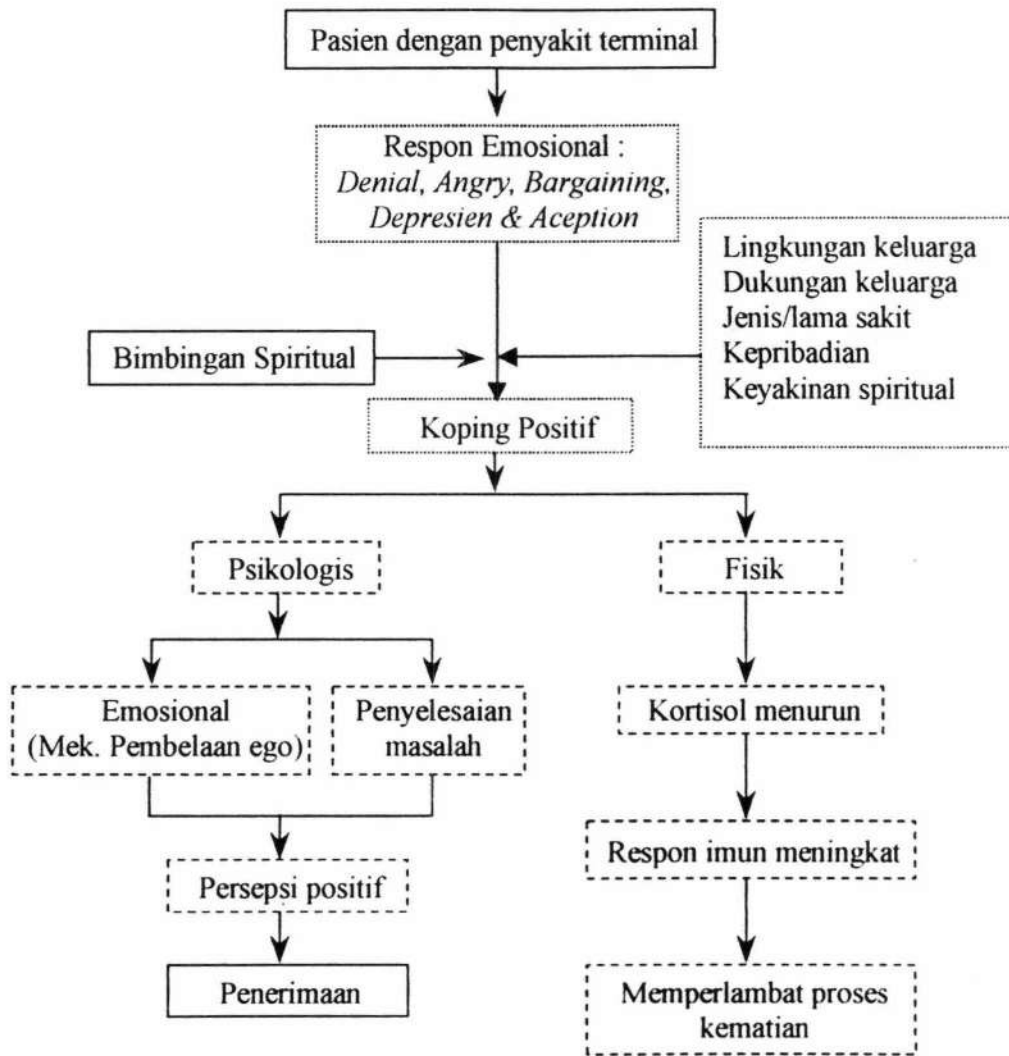 Pasien dengan penyakit terminal
Respon Emosional :
Denial, Angry, Bargaining,
Depresien & Aception
Lingkungan keluarga
Dukungan keluarga
Jenis/lama sakit
Kepribadian
Keyakinan spiritual
Bimbingan Spiritual
Koping Positif
Psikologis
Fisik
Emosional
(Mek. Pembelaan ego)
Penyelesaian
masalah
Kortisol menurun
Respon imun meningkat
Persepsi positif
Penerimaan
Memperlambat proses
kematian